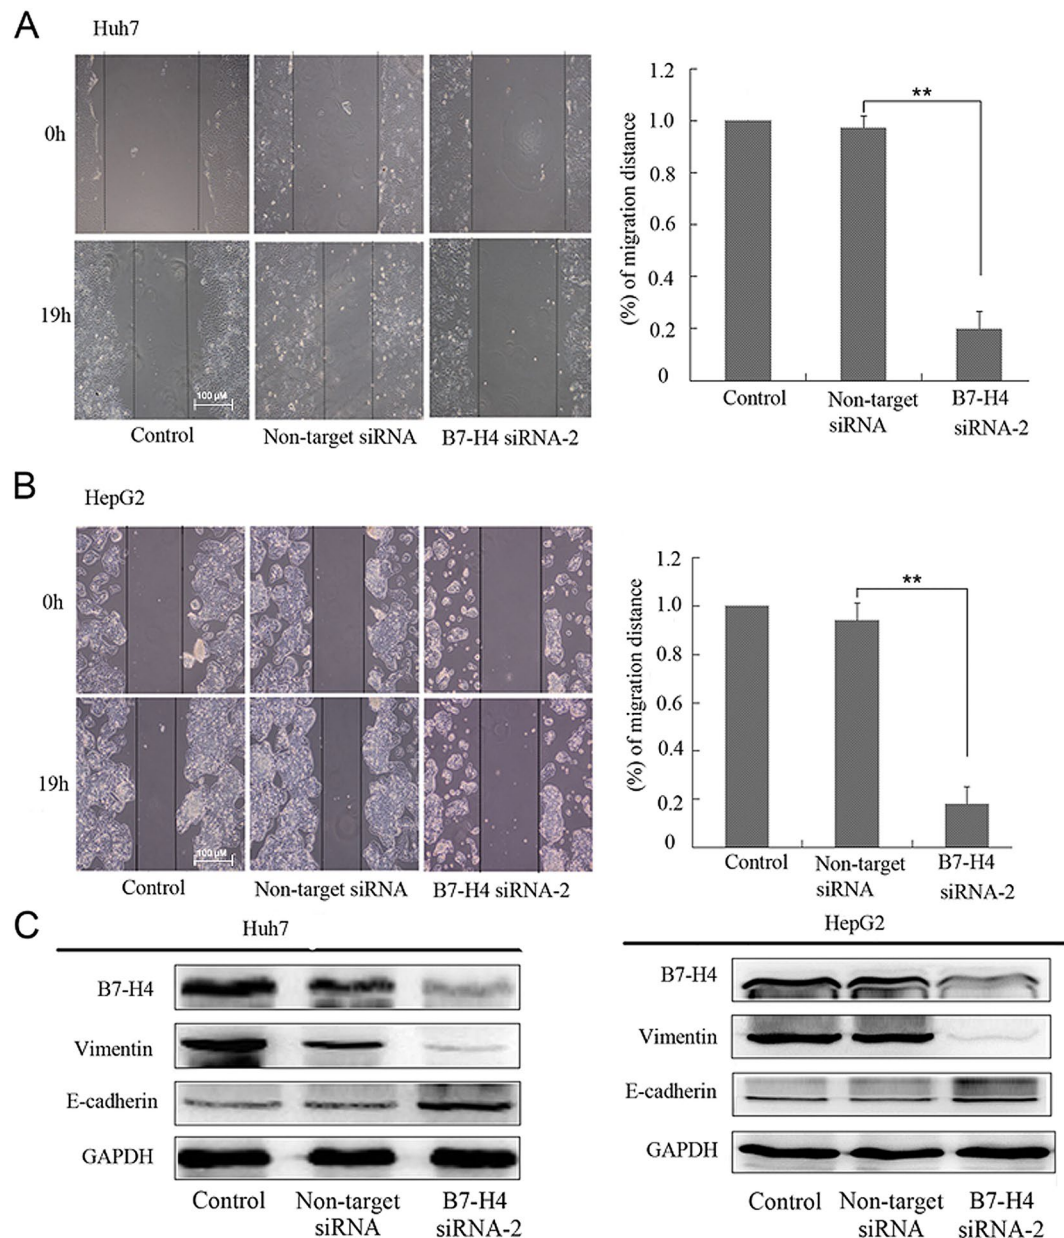 A
Huh7
0h
19h
100 µM
Control
Non-target siRNA
B7-H4 siRNA-2
(%) of migration distance
1.2
1.0
0.8
0.6
0.4
0.2
0
**
Control
Non-target
siRNA
B7-H4
siRNA-2
B
HepG2
0h
19h
100 µM
Control
Non-target siRNA
B7-H4 siRNA-2
(%) of migration distance
1.2
1.0
0.8
0.6
0.4
0.2
0
**
Control
Non-target
siRNA
B7-H4
siRNA-2
C
Huh7
B7-H4
Vimentin
E-cadherin
GAPDH
Control
Non-target
siRNA
B7-H4
siRNA-2
HepG2
B7-H4
Vimentin
E-cadherin
GAPDH
Control
Non-target
siRNA
B7-H4
siRNA-2